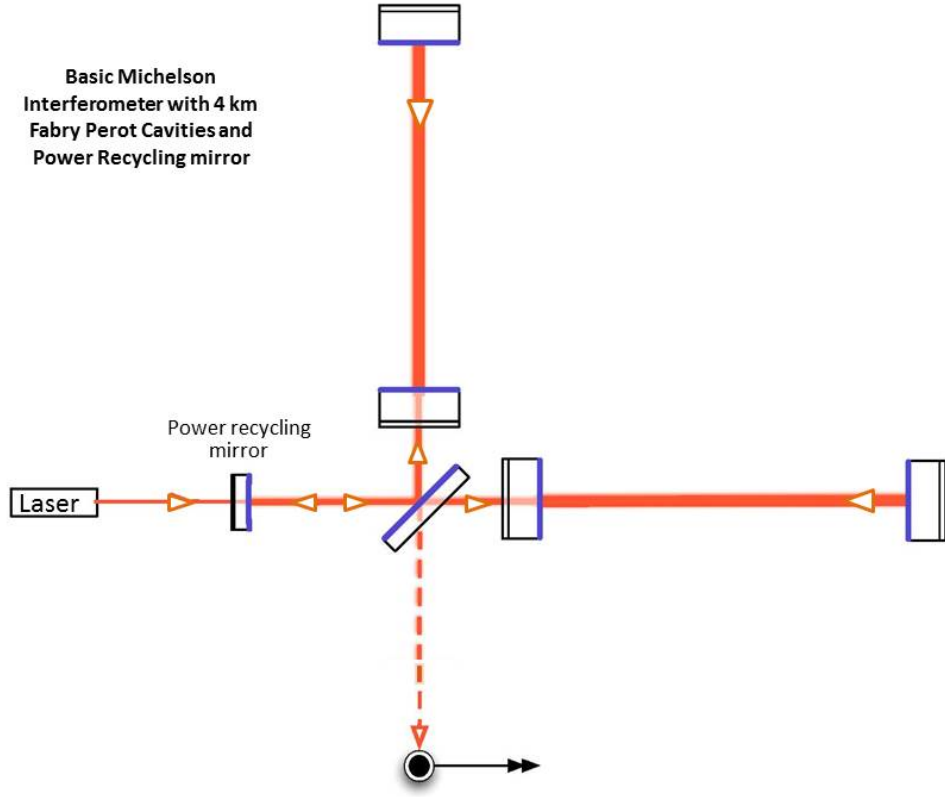 Basic Michelson
Interferometer with 4 km
Fabry Perot Cavities and
Power Recycling mirror
Power recycling
mirror
Laser